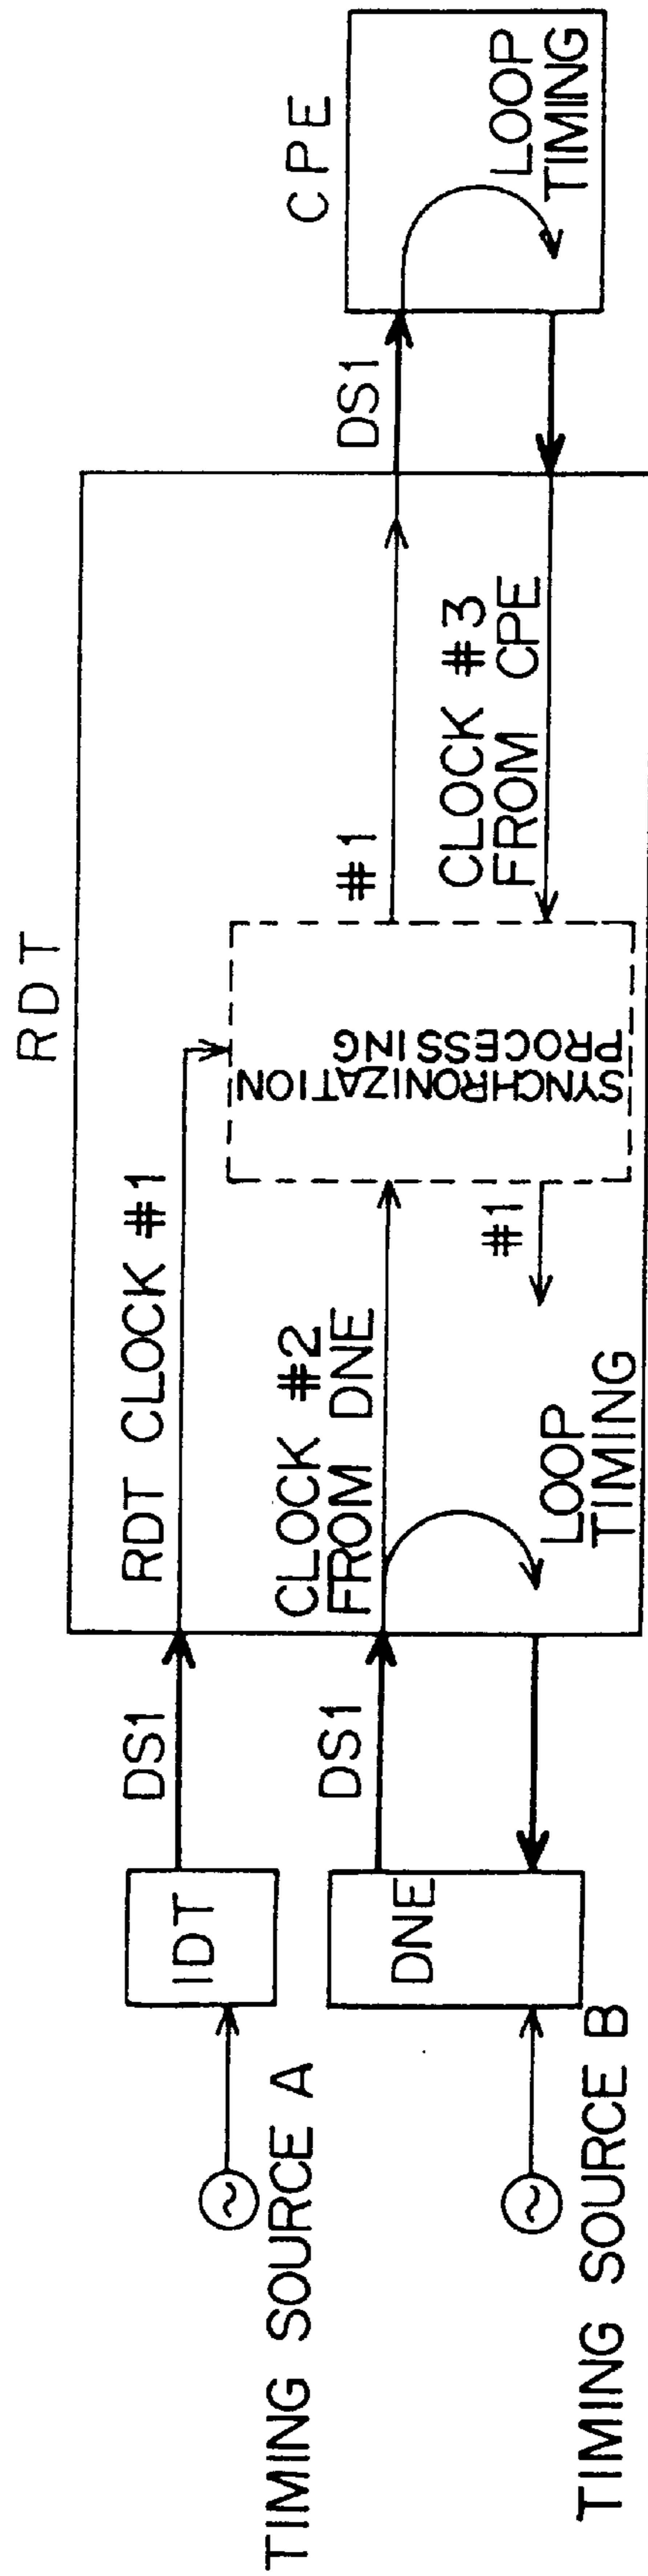 RDT
CPE
DS1
RDT CLOCK #1
IDT
TIMING SOURCE A
DS1
CLOCK #2
FROM DNE
DNE
TIMING SOURCE B
LOOP
TIMING
SYNCHRONIZATION
PROCESSING
#1
#1
CLOCK #3
FROM CPE
DS1
LOOP
TIMING